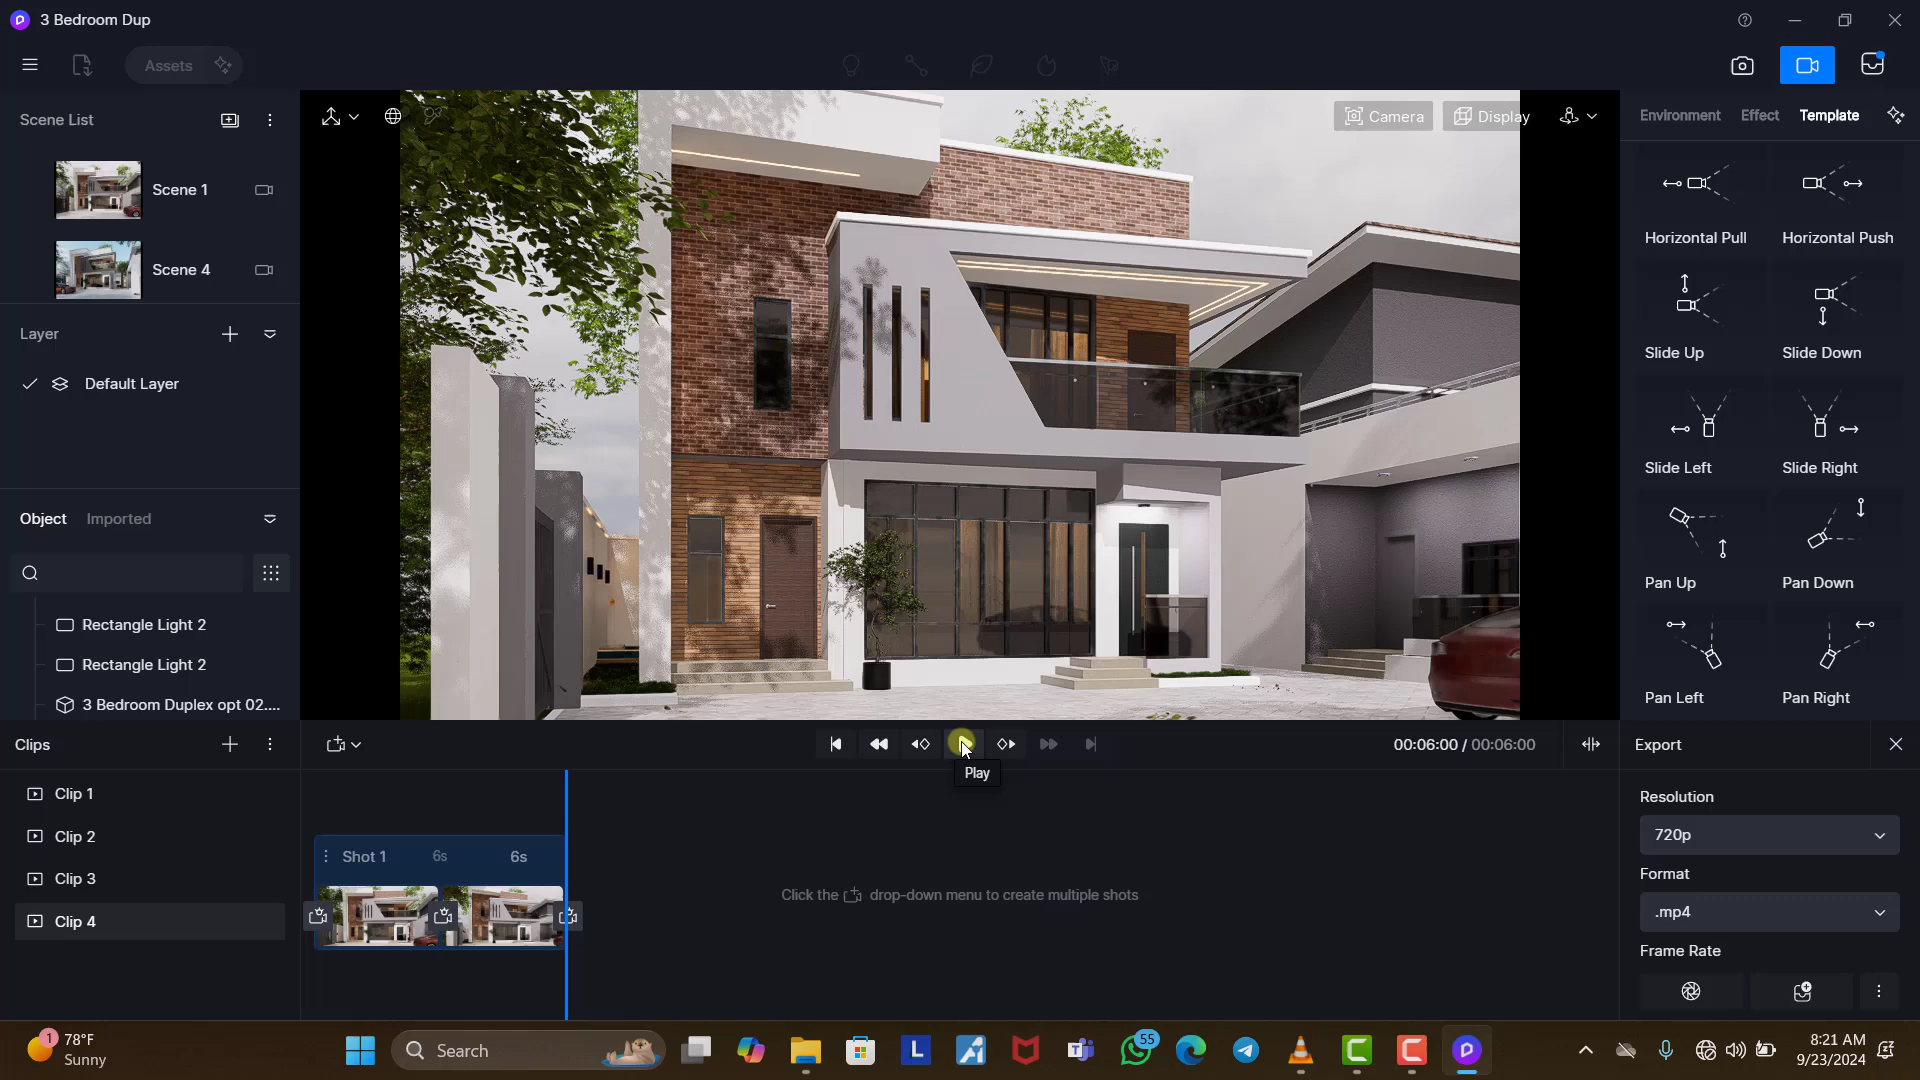 3 Bedroom Dup
Assets
Scene List
Scene 1
Scene 4
Layer
Default Layer
Object Imported
Rectangle Light 2
Rectangle Light 2
3 Bedroom Duplex opt 02....
Camera
Display
Environment Effect Template
Horizontal Pull
Horizontal Push
Slide Up
Slide Down
Slide Left
Slide Right
Pan Up
Pan Down
Pan Left
Pan Right
Clips
Clip 1
Clip 2
Clip 3
Clip 4
Play
00:06:00 / 00:06:00
Shot 1 6s 6s
Click the drop-down menu to create multiple shots
Export
Resolution
720p
Format
.mp4
Frame Rate
1
78°F
Sunny
Search
L
55
8:21 AM
9/23/2024